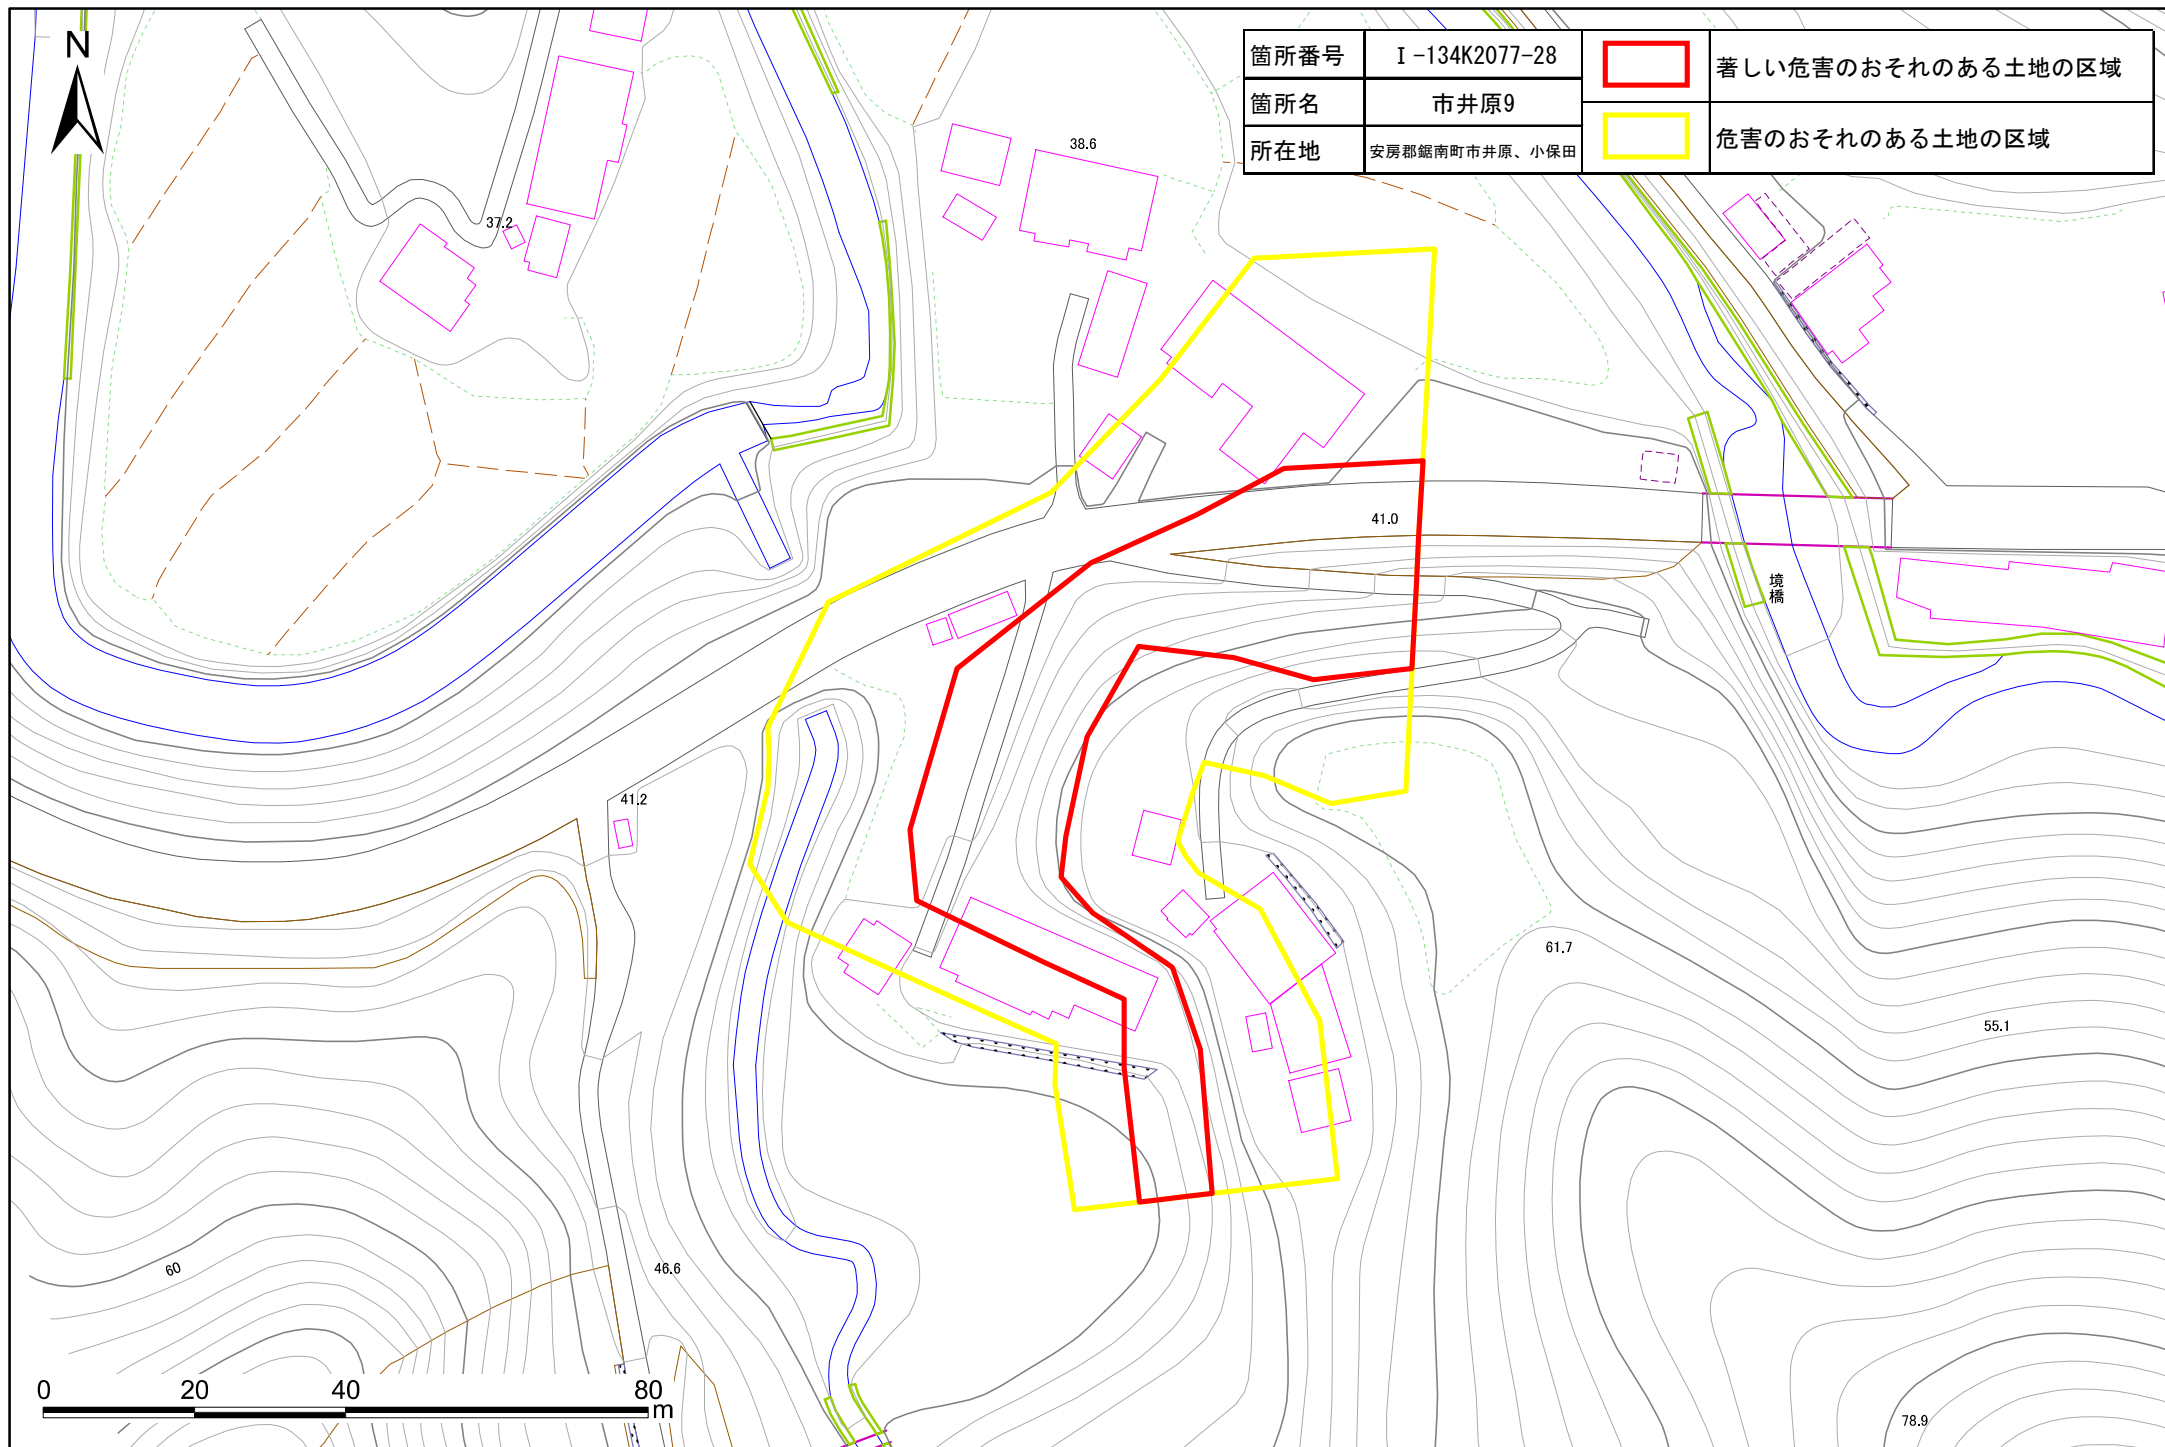 N
箇所番号 Ⅰ-134K2077-28
箇所名 市井原9
所在地 安房郡鋸南町市井原、小保田
著しい危害のおそれのある土地の区域
危害のおそれのある土地の区域
38.6
37.2
41.0
境橋
41.2
61.7
55.1
60
46.6
78.9
0 20 40 80
m